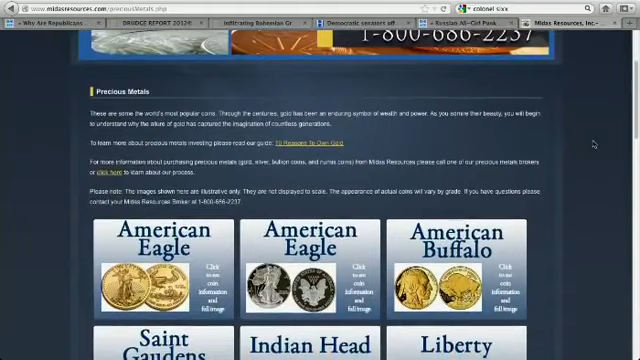 www.midasresources.com/preciousMetals.php
colonel sixx
Why Are Republicans
DRUDGE REPORT 2012®
Infiltrating Bohemian Gr...
Democratic senators off...
Russian All-Girl Punk...
Midas Resources, Inc. -
1-800-686-2237
Precious Metals
These are some the world's most popular coins. Through the centuries, gold has been an enduring symbol of wealth and power. As you admire their beauty, you will begin
to understand why the allure of gold has captured the imagination of countless generations.
To learn more about precious metals investing please read our guide: 10 Reasons To Own Gold
For more information about purchasing precious metals (gold, silver, bullion coins, and numis coins) from Midas Resources please call one of our precious metals brokers
or click here to learn about our process.
Please note: The images shown here are illustrative only. They are not displayed to scale. The appearance of actual coins will vary by grade. If you have questions please
contact your Midas Resources Broker at 1-800-686-2237.
American
Eagle
Click
to see
coin
information
and
full image
American
Eagle
Click
to see
coin
information
and
full image
American
Buffalo
Click
to see
coin
information
and
full image
Saint
Gaudens
Indian Head
Liberty